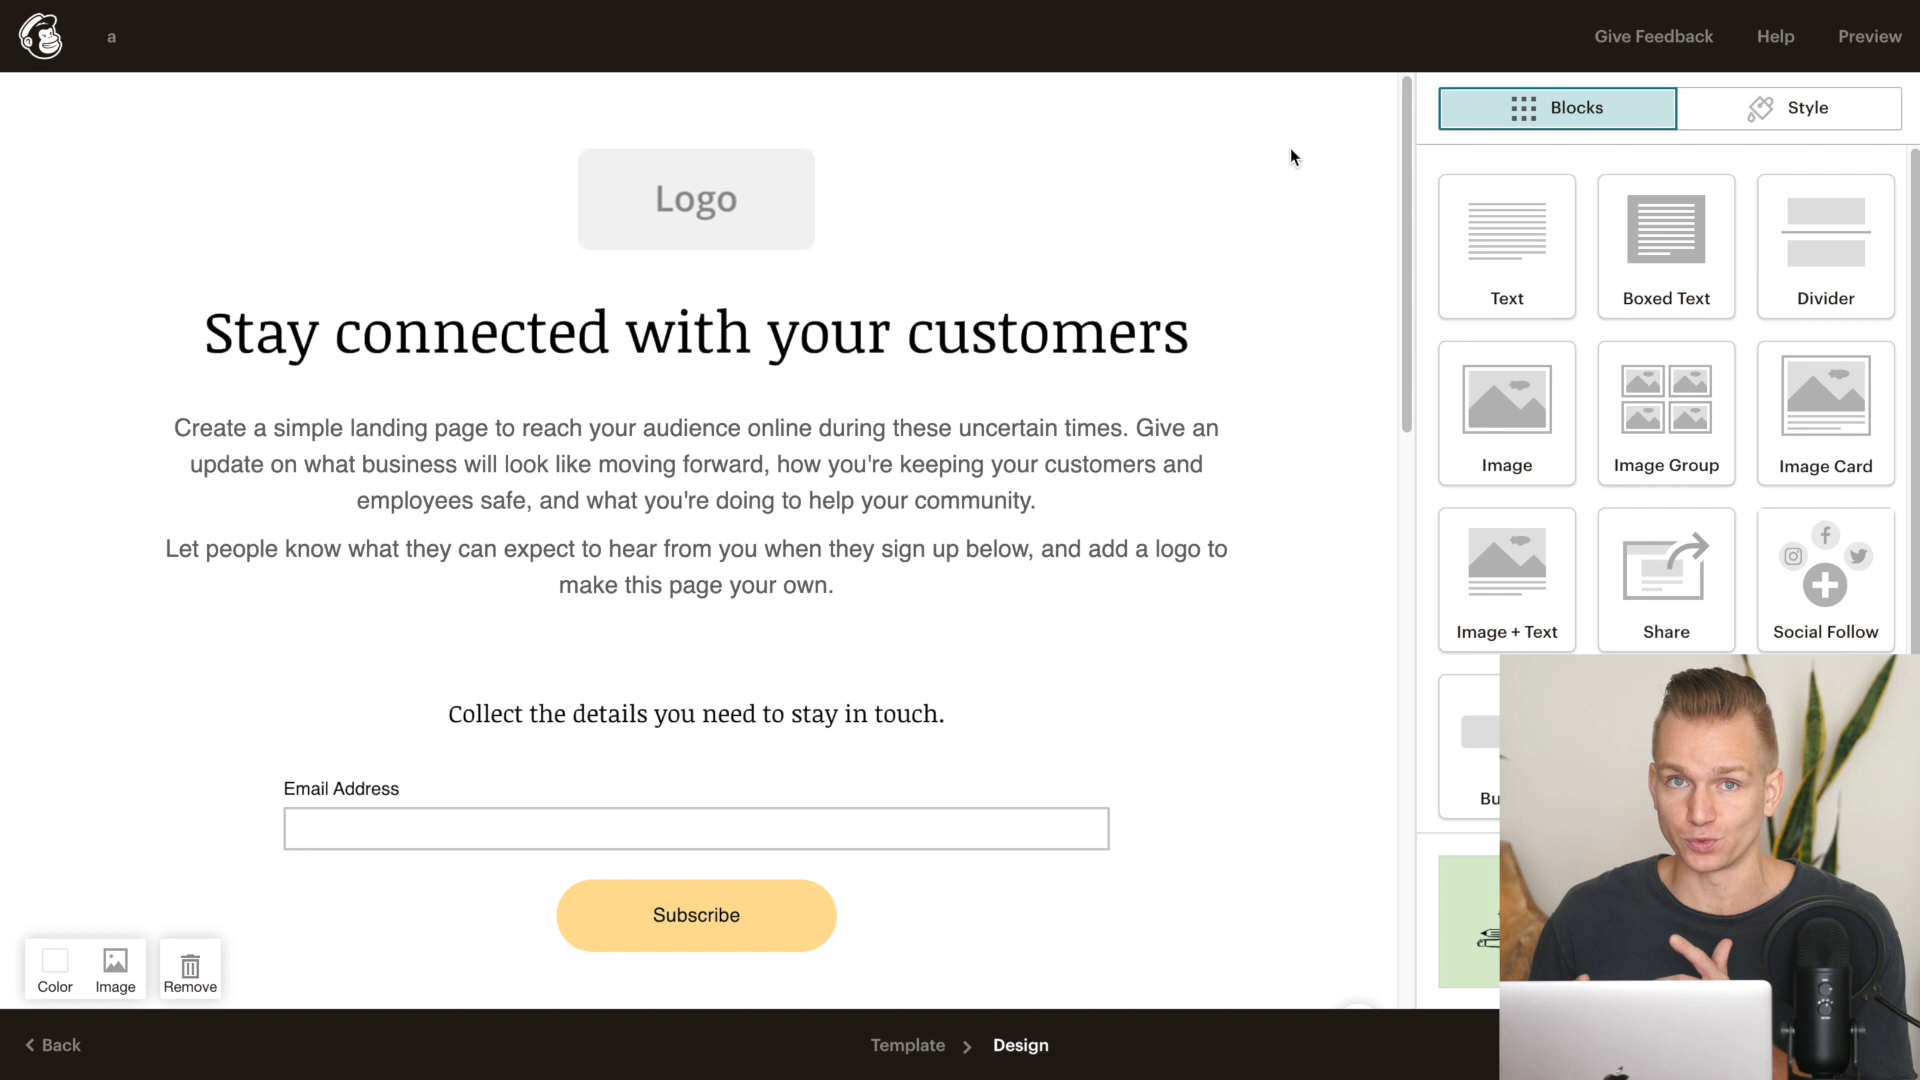 a
Give Feedback
Help
Preview
Blocks
Style
Logo
Stay connected with your customers
Create a simple landing page to reach your audience online during these uncertain times. Give an
update on what business will look like moving forward, how you're keeping your customers and
employees safe, and what you're doing to help your community.
Let people know what they can expect to hear from you when they sign up below, and add a logo to
make this page your own.
Collect the details you need to stay in touch.
Email Address
Subscribe
Text
Boxed Text
Divider
Image
Image Group
Image Card
Image + Text
Share
Social Follow
Bu
Color
Image
Remove
Back
Template
Design